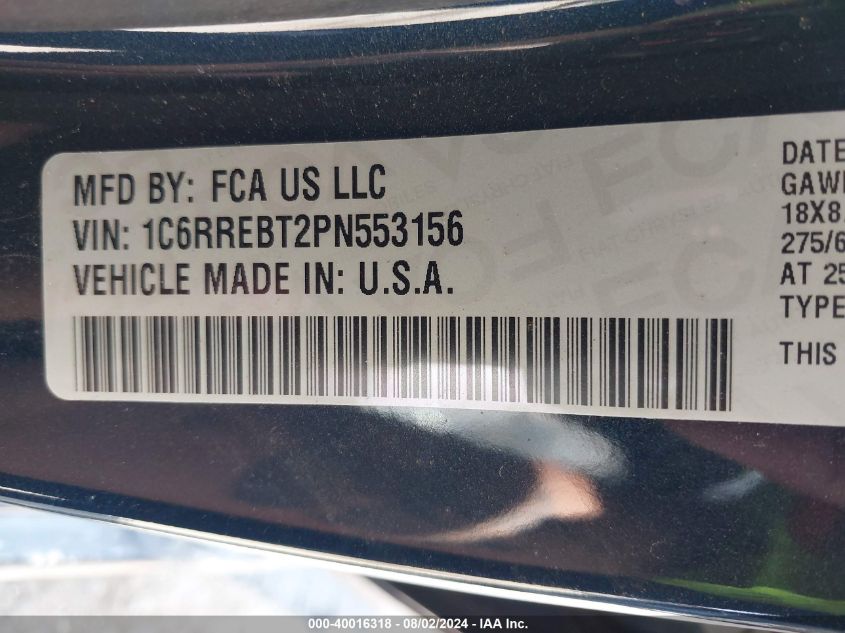 MFD BY: FCA US LLC
VIN: 1C6RREBT2PN553156
VEHICLE MADE IN: U.S.A.
DATE
GAWR
18X8
275/6
AT 25
TYPE
THIS
000-40016318 - 08/02/2024 - IAA Inc.